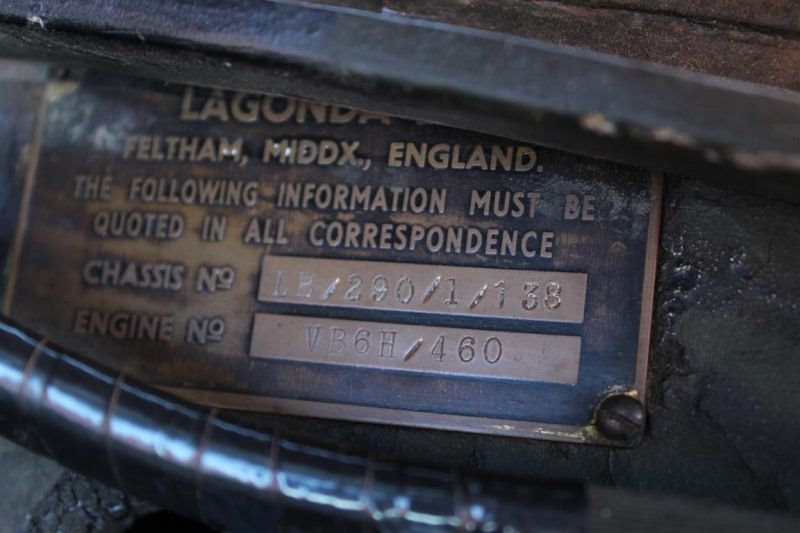 LAGONDA
FELTHAM, MIDDX., ENGLAND.
THE FOLLOWING INFORMATION MUST BE
QUOTED IN ALL CORRESPONDENCE
CHASSIS Nº LB/290/1/138
ENGINE Nº VB6H/460